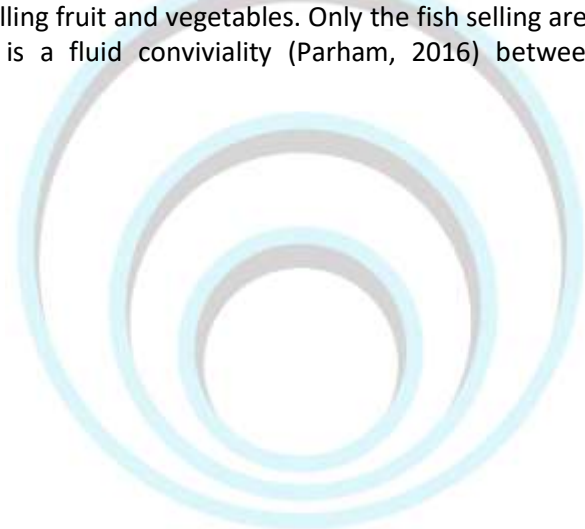 lling fruit and vegetables. Only the fish selling are
is a fluid conviviality (Parham, 2016) betwee